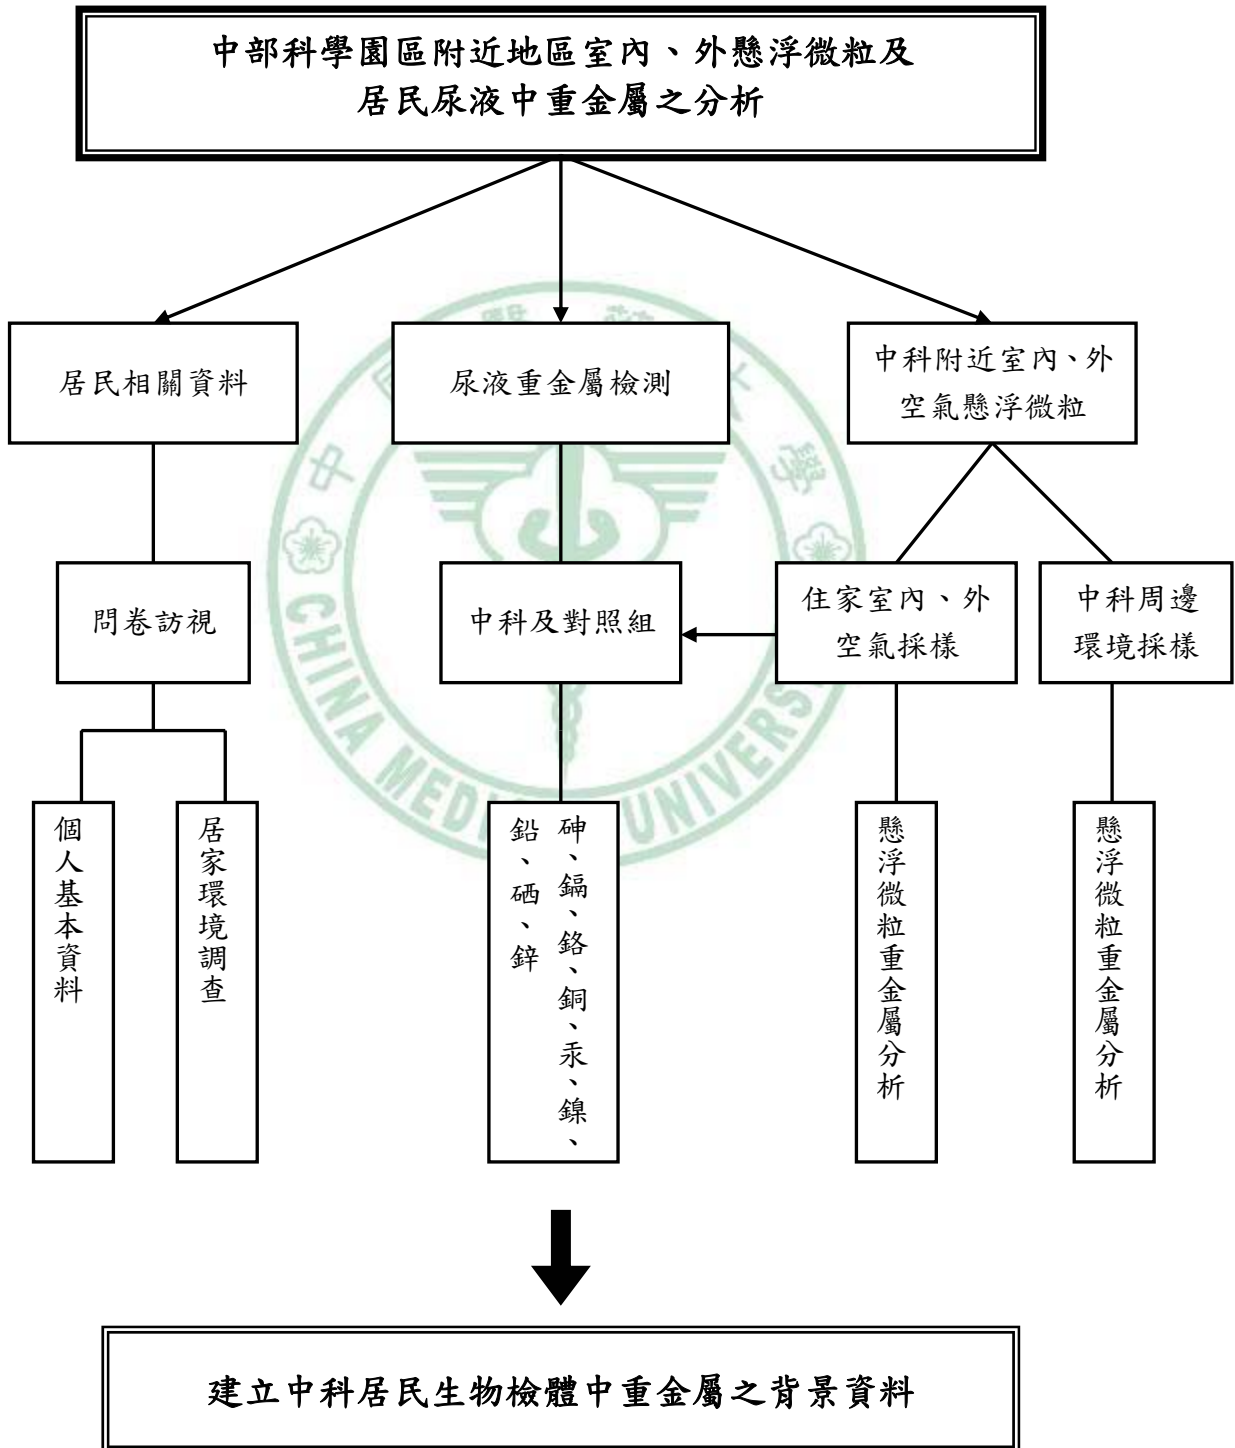 中部科學園區附近地區室內、外懸浮微粒及
居民尿液中重金屬之分析
居民相關資料
尿液重金屬檢測
中科附近室內、外
空氣懸浮微粒
問卷訪視
中科及對照組
住家室內、外
空氣採樣
中科周邊
環境採樣
個人基本資料
居家環境調查
砷、鎘、鉻、銅、汞、鎳、
鉛、硒、鋅
懸浮微粒重金屬分析
懸浮微粒重金屬分析
建立中科居民生物檢體中重金屬之背景資料
CHINA MEDICAL UNIVERS